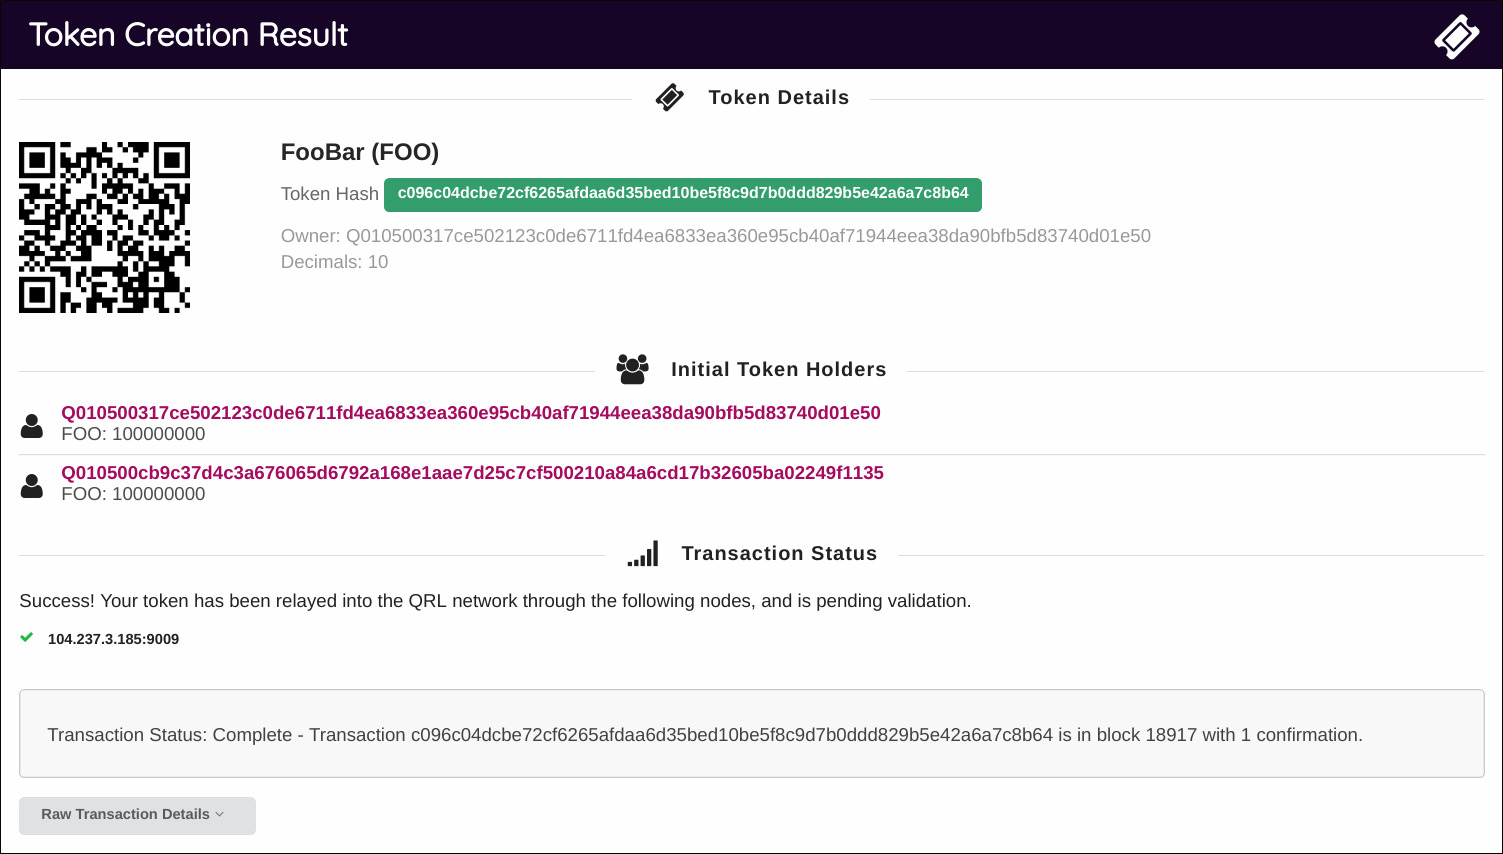 Token Creation Result
Token Details
FooBar (FOO)
Token Hash c096c04dcbe72cf6265afdaa6d35bed10be5f8c9d7b0ddd829b5e42a6a7c8b64
Owner: Q010500317ce502123c0de6711fd4ea6833ea360e95cb40af71944eea38da90bfb5d83740d01e50
Decimals: 10
Initial Token Holders
Q010500317ce502123c0de6711fd4ea6833ea360e95cb40af71944eea38da90bfb5d83740d01e50
FOO: 100000000
Q010500cb9c37d4c3a676065d6792a168e1aae7d25c7cf500210a84a6cd17b32605ba02249f1135
FOO: 100000000
Transaction Status
Success! Your token has been relayed into the QRL network through the following nodes, and is pending validation.
104.237.3.185:9009
Transaction Status: Complete - Transaction c096c04dcbe72cf6265afdaa6d35bed10be5f8c9d7b0ddd829b5e42a6a7c8b64 is in block 18917 with 1 confirmation.
Raw Transaction Details